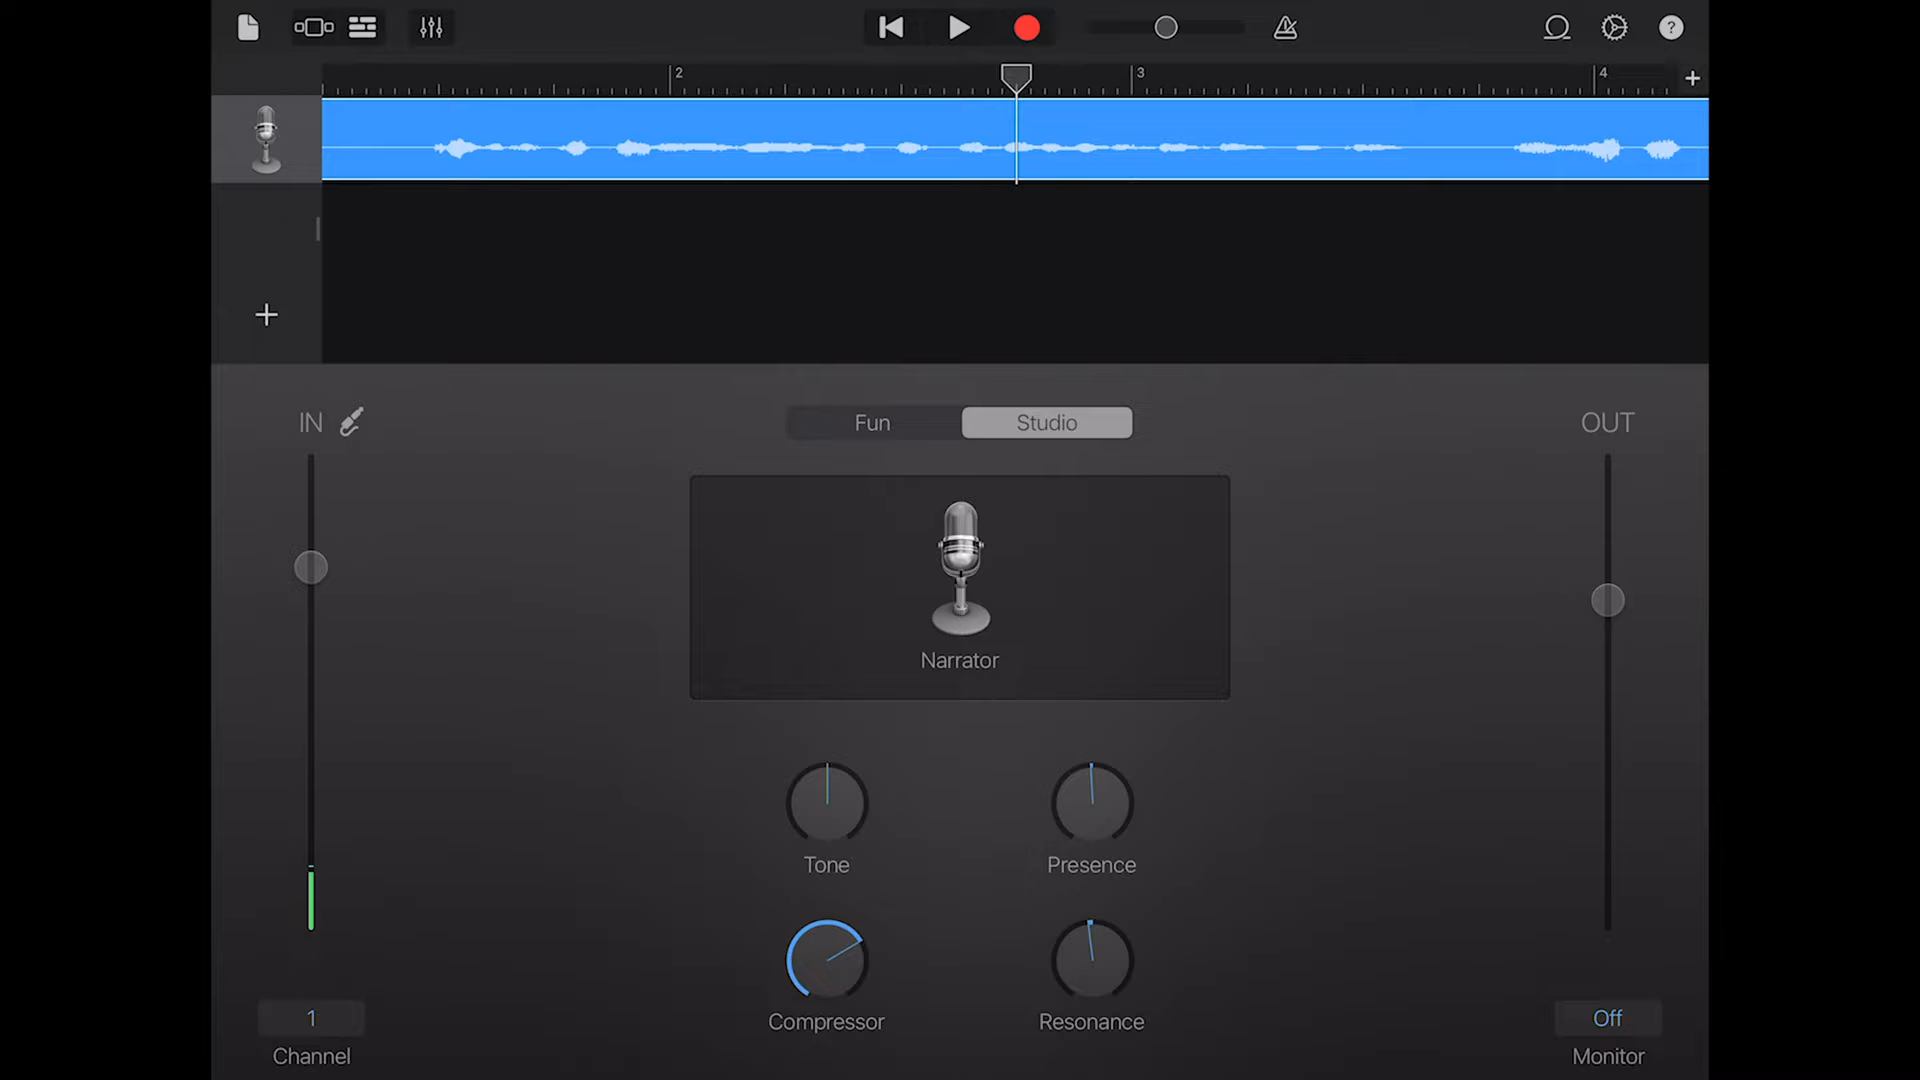 ?
2 3 4
IN Fun Studio OUT
Narrator
Tone Presence
Compressor Resonance
1 Off
Channel Monitor